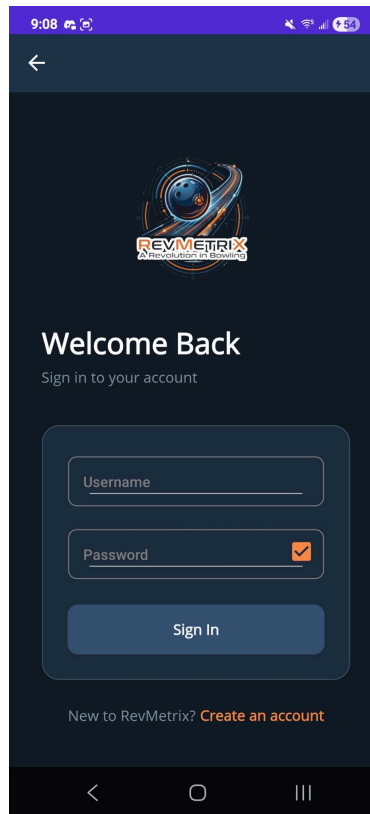 9:08
54
REVMETRIX
A Revolution in Bowling
Welcome Back
Sign in to your account
Username
Password
Sign In
New to RevMetrix? Create an account